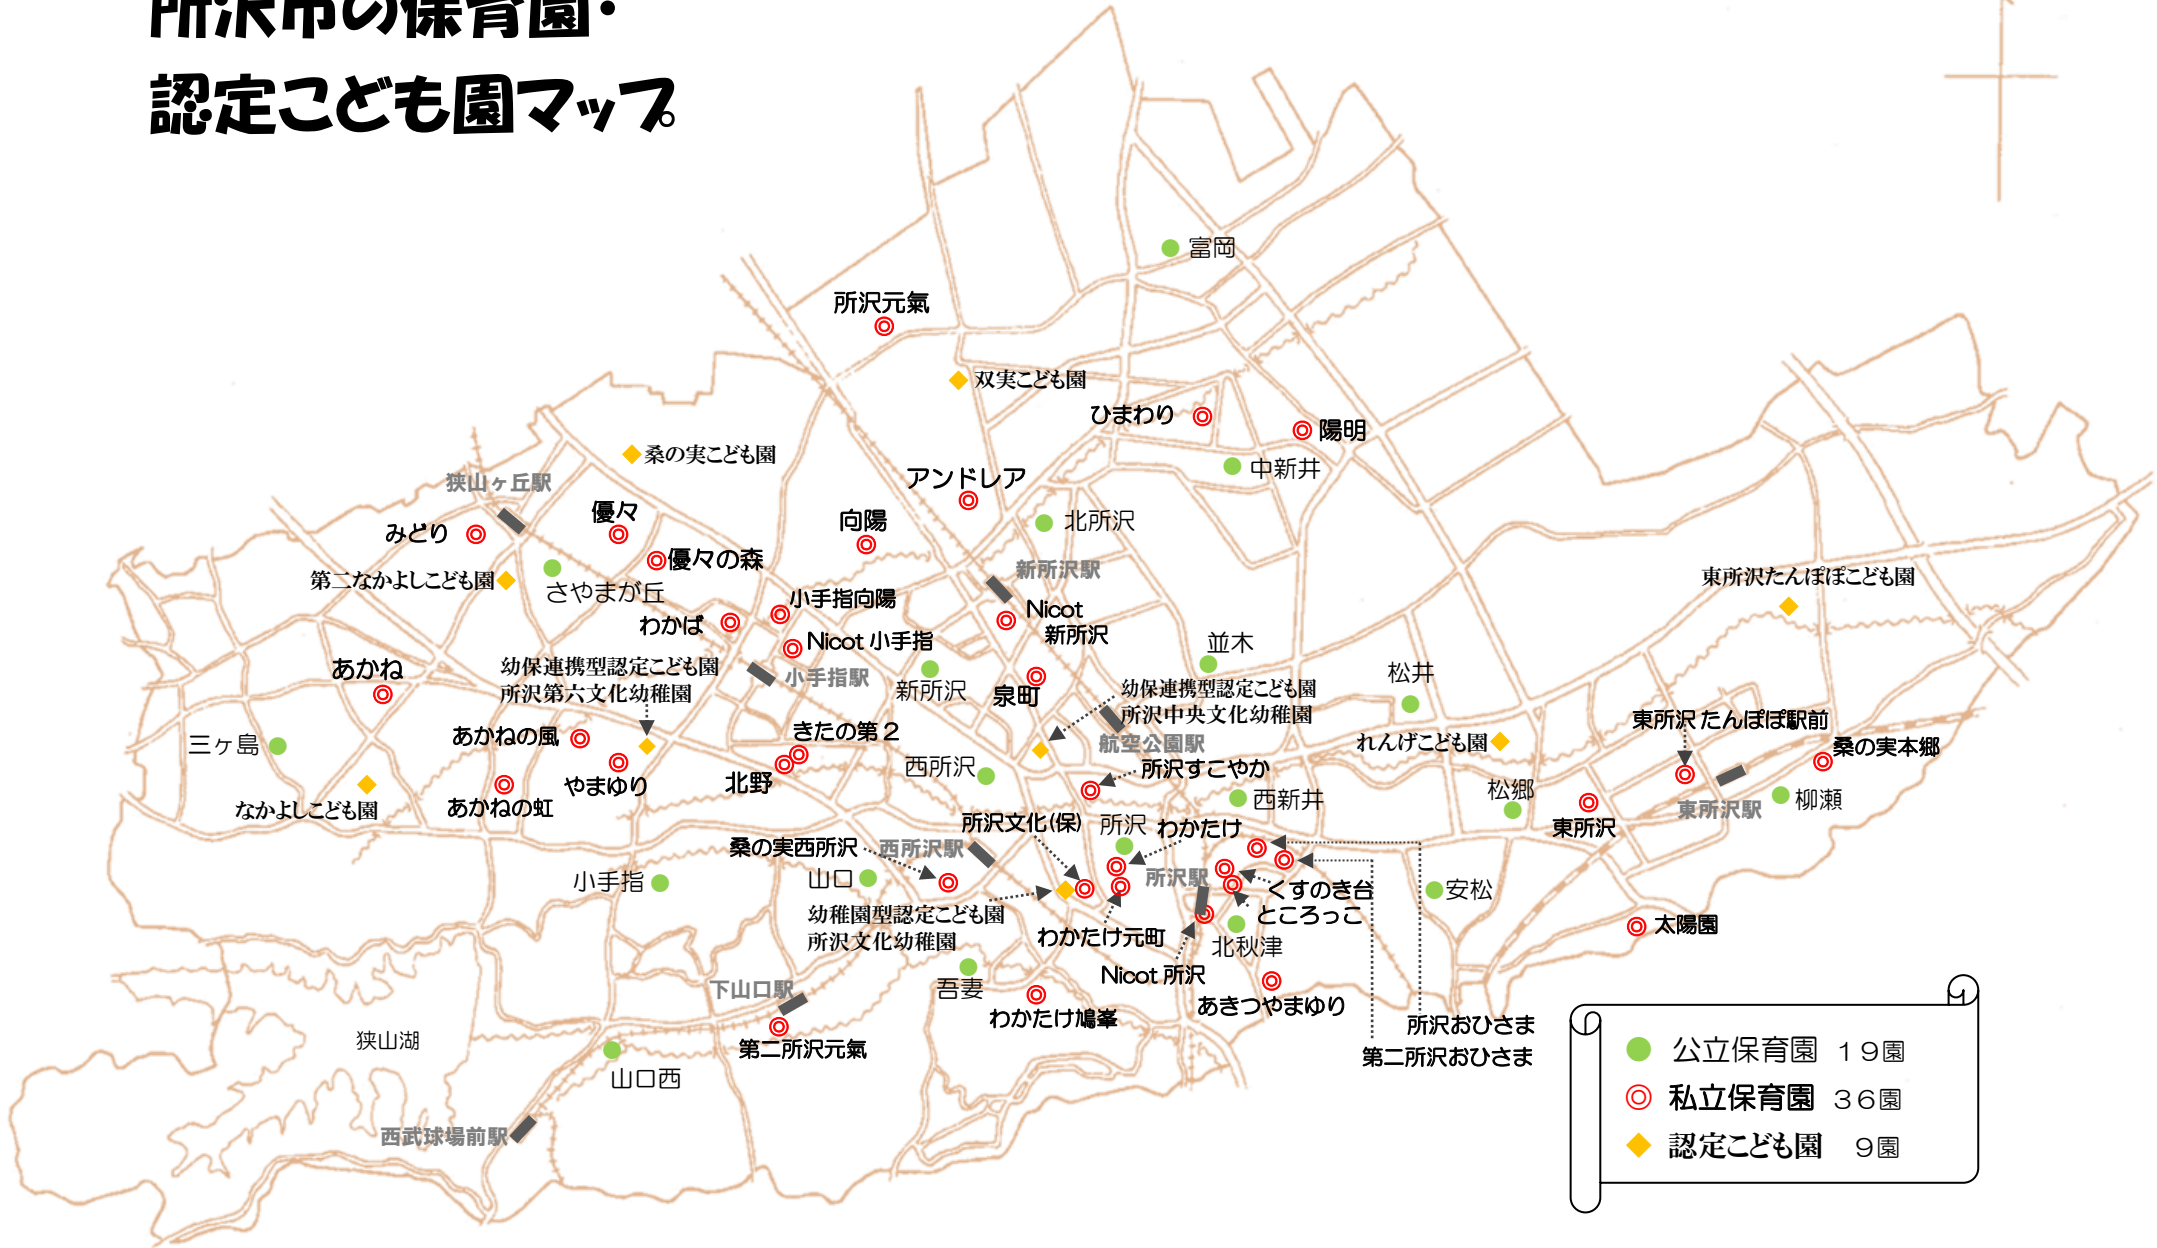 所沢市の保育園・
認定こども園マップ
富岡
所沢元氣
双実こども園
ひまわり
陽明
桑の実こども園
中新井
狭山ヶ丘駅
アンドレア
優々
向陽
北所沢
みどり
優々の森
新所沢駅
第二なかよしこども園
さやまが丘
東所沢たんぽぽこども園
小手指向陽
わかば
Nicot
新所沢
Nicot 小手指
並木
あかね
幼保連携型認定こども園
所沢第六文化幼稚園
小手指駅
新所沢
泉町
松井
幼保連携型認定こども園
所沢中央文化幼稚園
東所沢たんぽぽ駅前
三ヶ島
あかねの風
きたの第2
航空公園駅
れんげこども園
桑の実本郷
西所沢
所沢すこやか
やまゆり
北野
なかよしこども園
あかねの虹
西新井
松郷
東所沢駅
柳瀬
所沢文化(保)
所沢
わかたけ
東所沢
桑の実西所沢
西所沢駅
小手指
山口
所沢駅
くすのき台
安松
ところっこ
幼稚園型認定こども園
所沢文化幼稚園
わかたけ元町
北秋津
太陽園
Nicot 所沢
下山口駅
吾妻
あきつやまゆり
わかたけ鳩峯
所沢おひさま
狭山湖
第二所沢元氣
第二所沢おひさま
山口西
西武球場前駅
公立保育園 19園
私立保育園 36園
認定こども園 9園